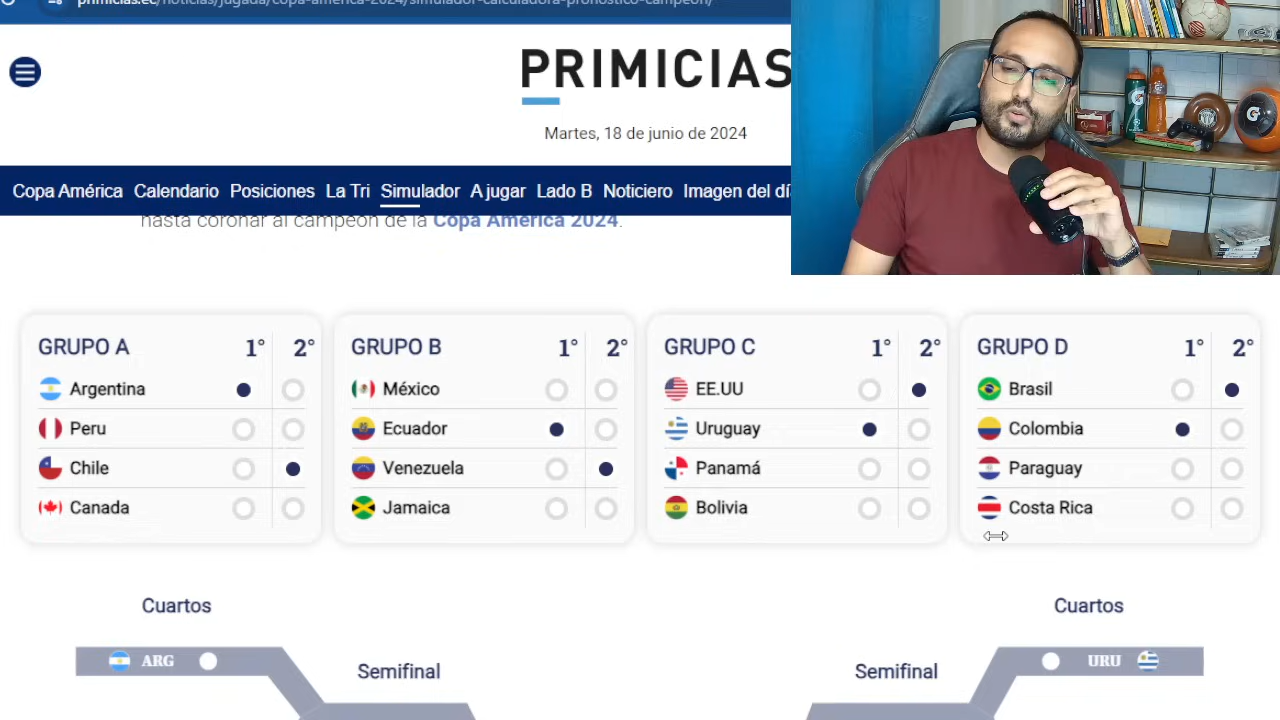 primicias.ec/noticias/jugada/copa-america-2024/simulador-calculadora-pronostico-campeon/
PRIMICIAS
Martes, 18 de junio de 2024
Copa América Calendario Posiciones La Tri Simulador A jugar Lado B Noticiero Imagen del dí
hasta coronar al campeón de la Copa América 2024.
GRUPO A 1° 2°
Argentina
Peru
Chile
Canada
GRUPO B 1° 2°
México
Ecuador
Venezuela
Jamaica
GRUPO C 1° 2°
EE.UU
Uruguay
Panamá
Bolivia
GRUPO D 1° 2°
Brasil
Colombia
Paraguay
Costa Rica
Cuartos
ARG
Semifinal
Cuartos
URU
Semifinal
G
G